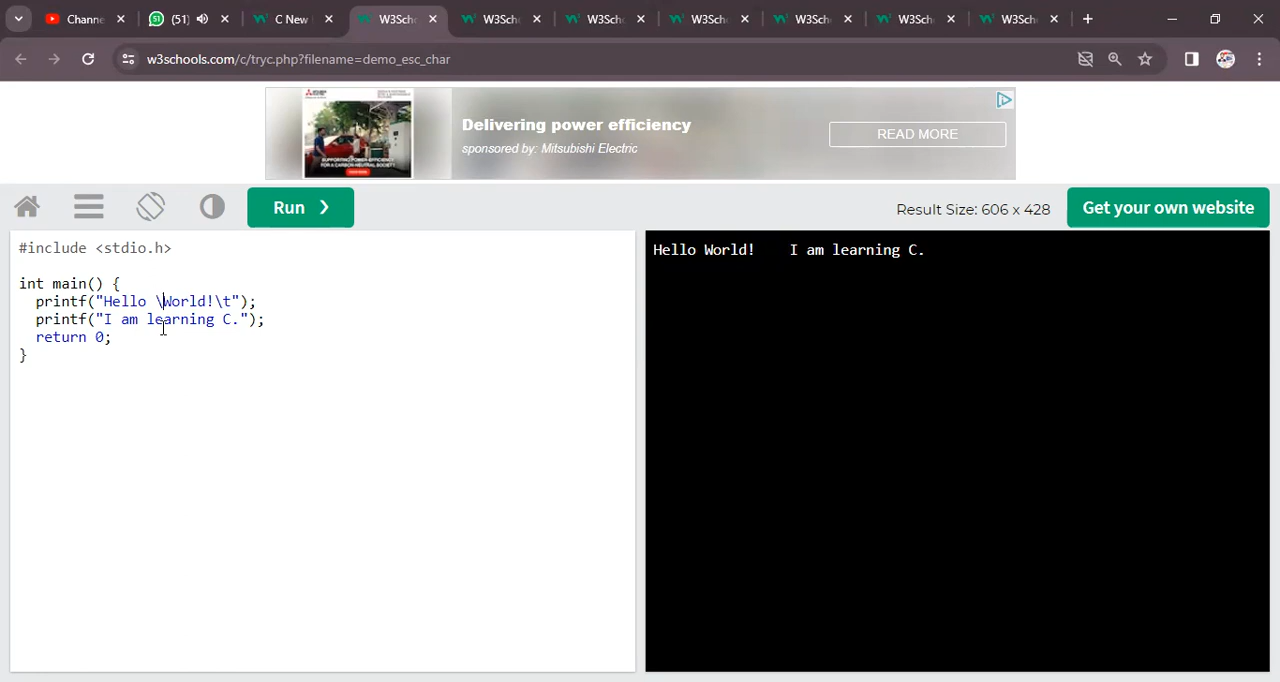 Channe
(51)
C New
W3Sch
W3Sche
W3Sch
W3Sch
W3Sch
W3Sch
W3Sch
w3schools.com/c/tryc.php?filename=demo_esc_char
Delivering power efficiency
sponsored by: Mitsubishi Electric
READ MORE
Run ❯
Result Size: 606 x 428
Get your own website
#include <stdio.h>
int main() {
printf("Hello \World!\t");
printf("I am learning C.");
return 0;
}
Hello World!    I am learning C.